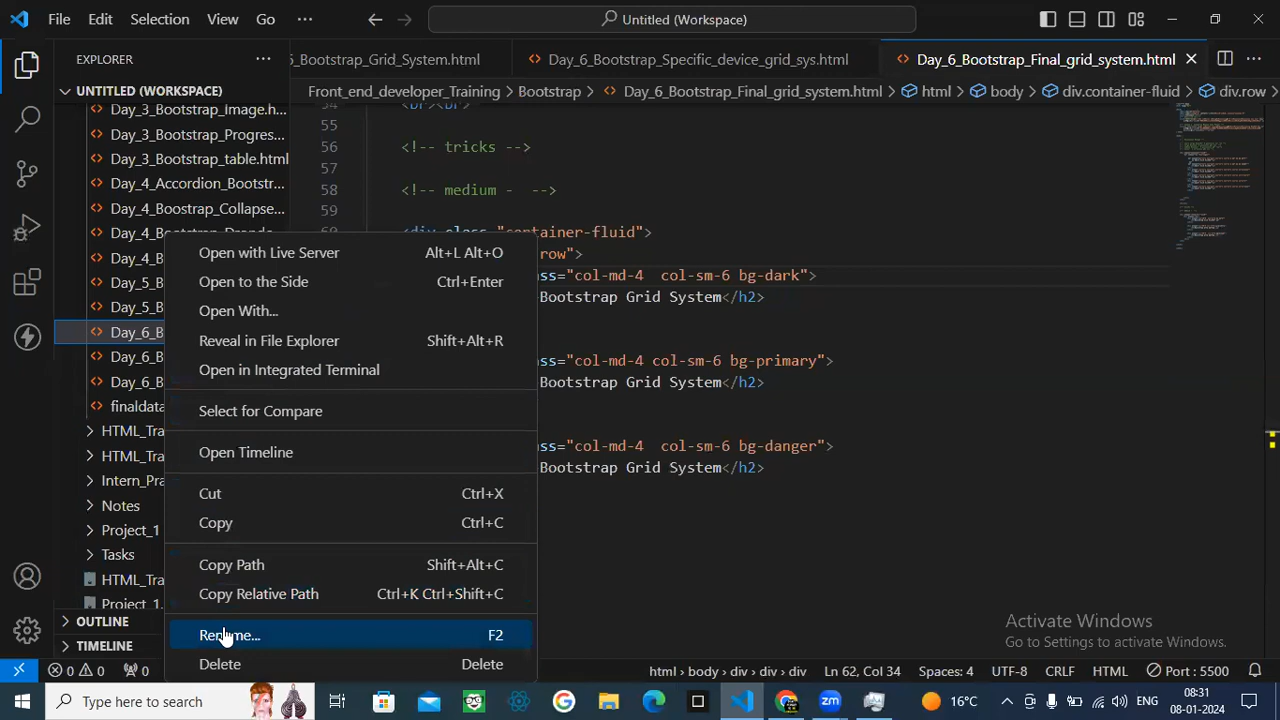 File Edit Selection View Go ··· Untitled (Workspace)
EXPLORER ···
6_Bootstrap_Grid_System.html Day_6_Bootstrap_Specific_device_grid_sys.html Day_6_Bootstrap_Final_grid_system.html
UNTITLED (WORKSPACE)
Front_end_developer_Training > Bootstrap > Day_6_Bootstrap_Final_grid_system.html > html > body > div.container-fluid > div.row
Day_3_Bootstrap_Image.h...
Day_3_Bootstrap_Progres...
Day_3_Bootstrap_table.html
Day_4_Accordion_Bootstr...
Day_4_Boostrap_Collapse...
Day_4_B
Day_5_B
Day_5_B
Day_6_B
Day_6_B
Day_6_B
finaldata
HTML_Tra
HTML_Tra
Intern_Pra
Notes
Project_1
Tasks
HTML_Tra
Project_1
OUTLINE
TIMELINE
54 <br><br>
55
56 <!-- tricks -->
57
58 <!-- medium -->
59
<div class="container-fluid">
row">
ss="col-md-4 col-sm-6 bg-dark">
Bootstrap Grid System</h2>
ss="col-md-4 col-sm-6 bg-primary">
Bootstrap Grid System</h2>
ss="col-md-4 col-sm-6 bg-danger">
Bootstrap Grid System</h2>
Open with Live Server Alt+L Alt+O
Open to the Side Ctrl+Enter
Open With...
Reveal in File Explorer Shift+Alt+R
Open in Integrated Terminal
Select for Compare
Open Timeline
Cut Ctrl+X
Copy Ctrl+C
Copy Path Shift+Alt+C
Copy Relative Path Ctrl+K Ctrl+Shift+C
Rename... F2
Delete Delete
Activate Windows
Go to Settings to activate Windows.
0 0 0 html > body > div > div > div Ln 62, Col 34 Spaces: 4 UTF-8 CRLF HTML Port : 5500
Type here to search 16°C ENG 08:31
08-01-2024